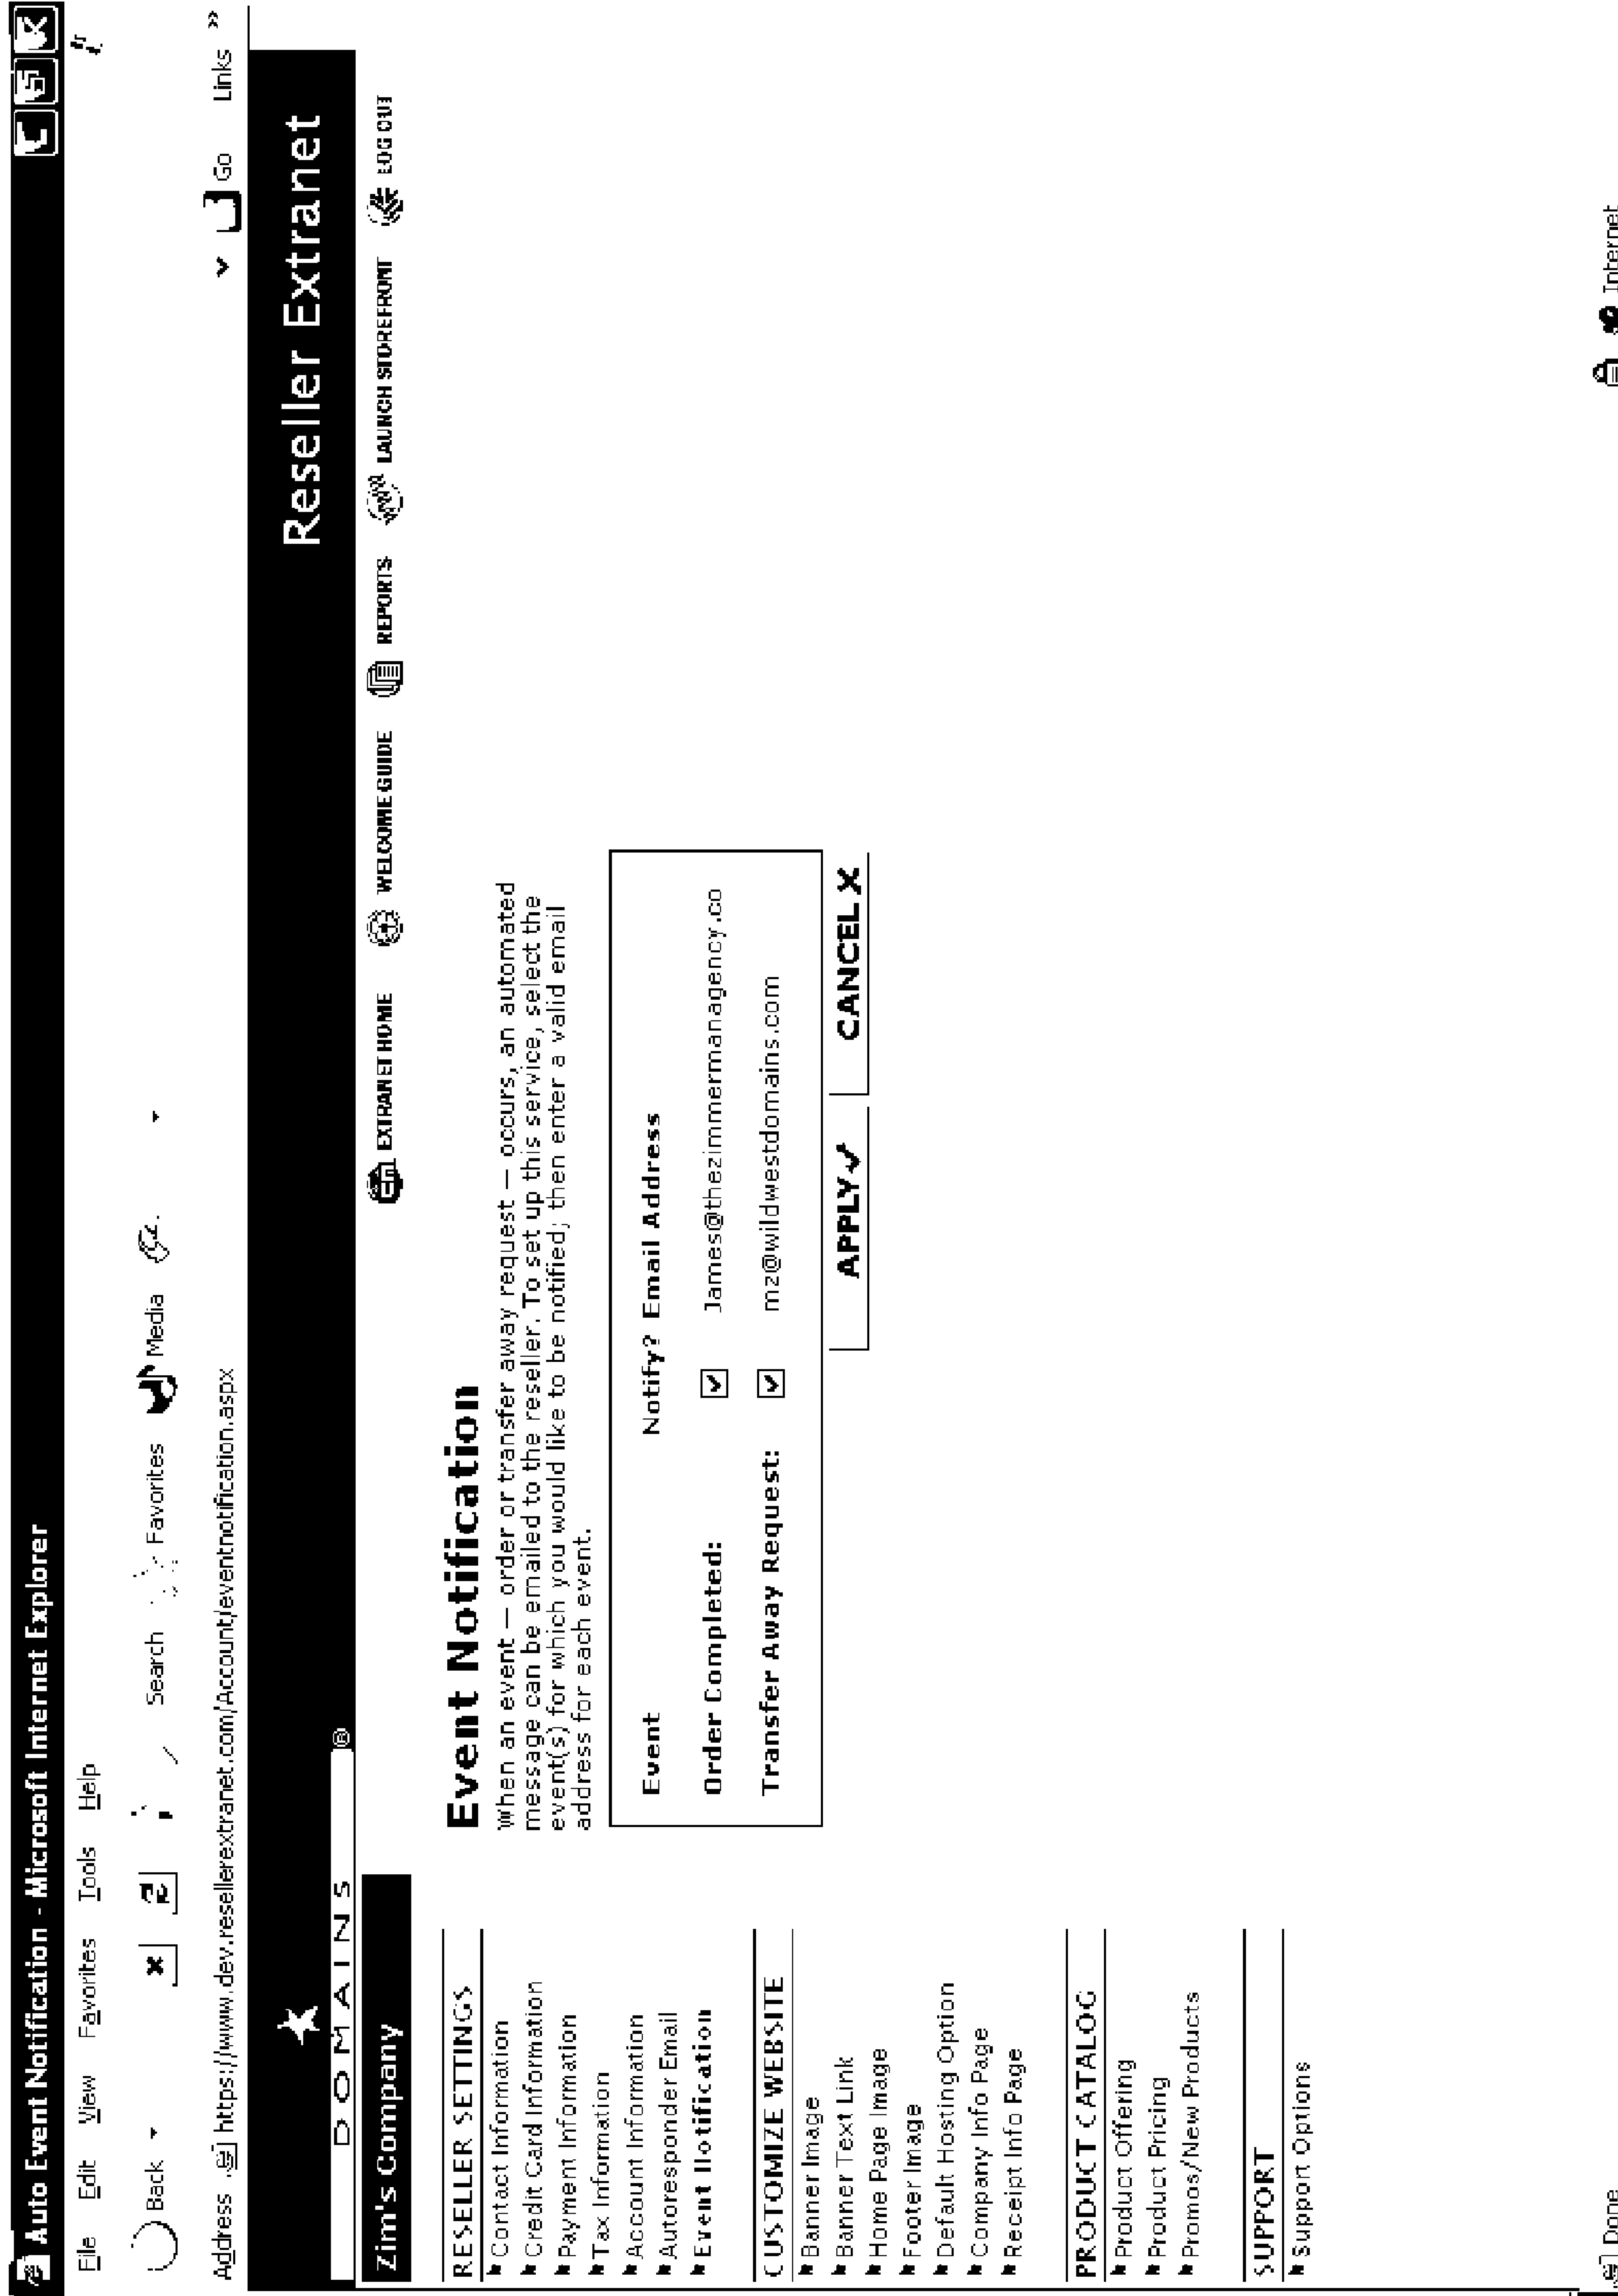 Auto Event Notification - Microsoft Internet Explorer
File Edit View Favorites Tools Help
Back Search Favorites Media
Address https://www.dev.resellerextranet.com/Account/eventnotification.aspx Go Links »
DOMAINS®
Reseller Extranet
Zim's Company
EXTRANET HOME WELCOME GUIDE REPORTS LAUNCH STOREFRONT LOG OUT
RESELLER SETTINGS
Contact Information
Credit Card Information
Payment Information
Tax Information
Account Information
Autoresponder Email
Event Notification
CUSTOMIZE WEBSITE
Banner Image
Banner Text Link
Home Page Image
Footer Image
Default Hosting Option
Company Info Page
Receipt Info Page
PRODUCT CATALOG
Product Offering
Product Pricing
Promos/New Products
SUPPORT
Support Options
Event Notification
When an event — order or transfer away request — occurs, an automated
message can be emailed to the reseller. To set up this service, select the
event(s) for which you would like to be notified; then enter a valid email
address for each event.
Event Notify? Email Address
Order Completed: James@thezimmermanagency.co
Transfer Away Request: mz@wildwestdomains.com
APPLY CANCEL X
Done Internet